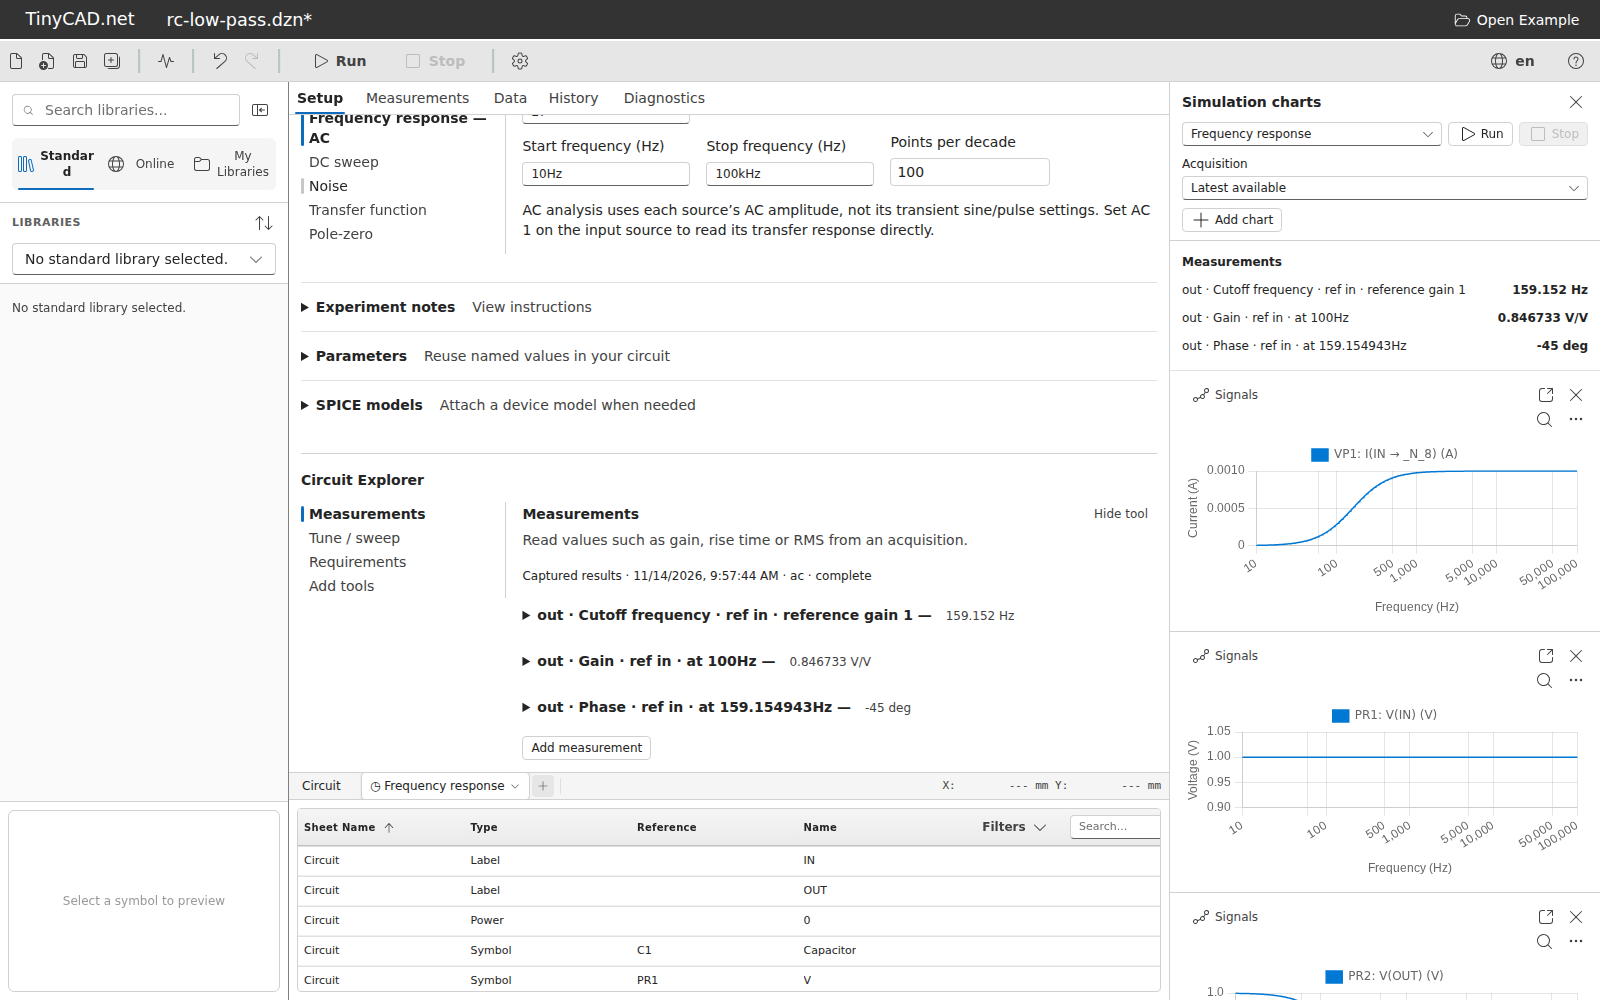 TinyCAD.net
rc-low-pass.dzn*
Open Example
Run
Stop
en
Search libraries...
Standar
d
Online
My
Libraries
LIBRARIES
No standard library selected.
No standard library selected.
Select a symbol to preview
Setup
Measurements
Data
History
Diagnostics
Frequency response —
AC
DC sweep
Noise
Transfer function
Pole-zero
Start frequency (Hz)
Stop frequency (Hz)
Points per decade
10Hz
100kHz
100
AC analysis uses each source’s AC amplitude, not its transient sine/pulse settings. Set AC
1 on the input source to read its transfer response directly.
Experiment notes View instructions
Parameters Reuse named values in your circuit
SPICE models Attach a device model when needed
Circuit Explorer
Measurements
Tune / sweep
Requirements
Add tools
Measurements
Hide tool
Read values such as gain, rise time or RMS from an acquisition.
Captured results · 11/14/2026, 9:57:44 AM · ac · complete
out · Cutoff frequency · ref in · reference gain 1 — 159.152 Hz
out · Gain · ref in · at 100Hz — 0.846733 V/V
out · Phase · ref in · at 159.154943Hz — -45 deg
Add measurement
Circuit
Frequency response
X: --- mm Y: --- mm
Sheet Name Type Reference Name Filters Search...
Circuit Label IN
Circuit Label OUT
Circuit Power 0
Circuit Symbol C1 Capacitor
Circuit Symbol PR1 V
Simulation charts
Frequency response
Run
Stop
Acquisition
Latest available
Add chart
Measurements
out · Cutoff frequency · ref in · reference gain 1 159.152 Hz
out · Gain · ref in · at 100Hz 0.846733 V/V
out · Phase · ref in · at 159.154943Hz -45 deg
Signals
VP1: I(IN → _N_8) (A)
Current (A)
0.0010
0.0005
0
10 100 500 1,000 5,000 10,000 50,000 100,000
Frequency (Hz)
Signals
PR1: V(IN) (V)
Voltage (V)
1.05
1.00
0.95
0.90
10 100 500 1,000 5,000 10,000 50,000 100,000
Frequency (Hz)
Signals
PR2: V(OUT) (V)
1.0